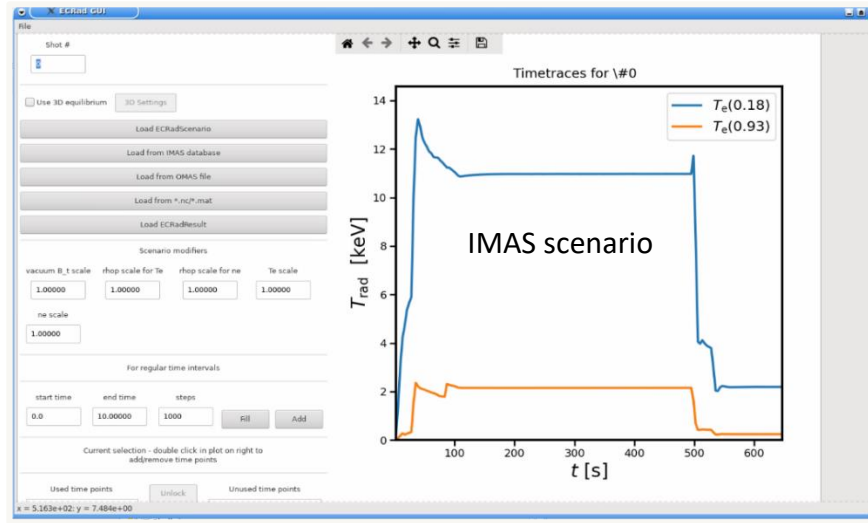 ECRad GUI
File
Shot #
0
Use 3D equilibrium 3D Settings
Load ECRadScenario
Load from IMAS database
Load from OMAS file
Load from *.nc/*.mat
Load ECRadResult
Scenario modifiers
vacuum B_t scale rhop scale for Te rhop scale for ne Te scale
1.00000 1.00000 1.00000 1.00000
ne scale
1.00000
For regular time intervals
start time end time steps
0.0 10.00000 1000 Fill Add
Current selection - double click in plot on right to
add/remove time points
Used time points Unlock Unused time points
x = 5.163e+02; y = 7.484e+00
Timetraces for \#0
Te(0.18)
Te(0.93)
IMAS scenario
Trad [keV]
14
12
10
8
6
4
2
0
100 200 300 400 500 600
t [s]